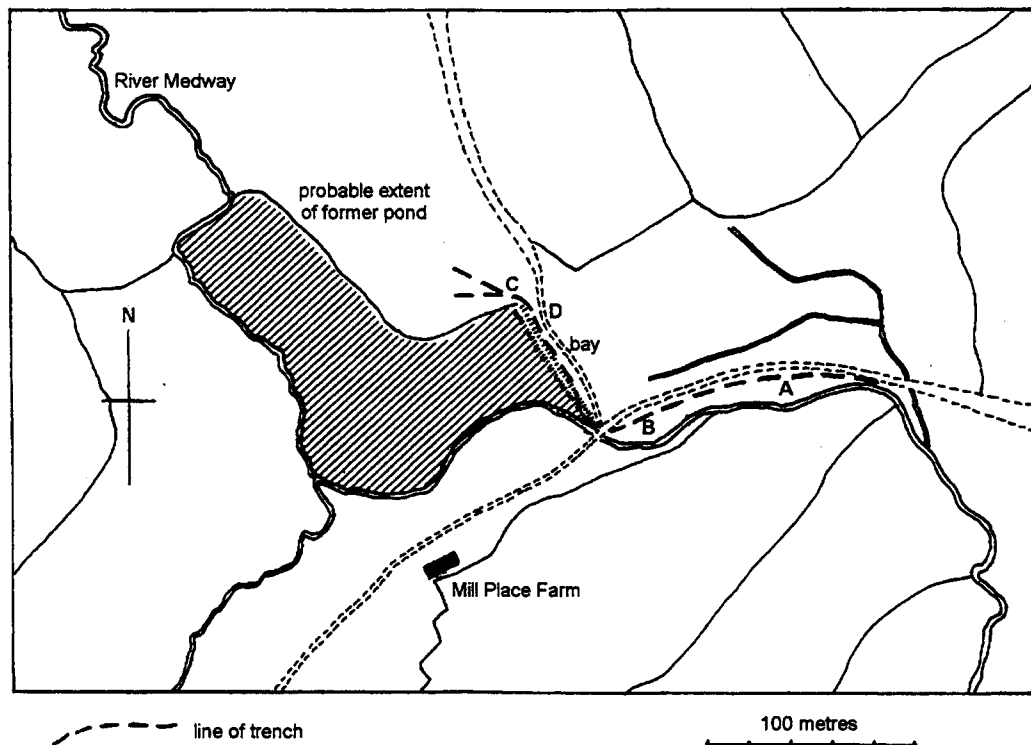 River Medway
probable extent
of former pond
N
C
D
bay
A
B
Mill Place Farm
line of trench
100 metres